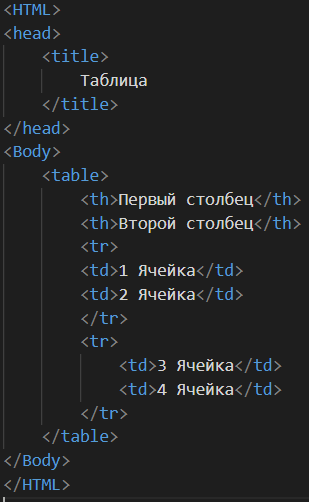 <HTML>
<head>
    <title>
        Таблица
    </title>
</head>
<Body>
    <table>
        <th>Первый столбец</th>
        <th>Второй столбец</th>
        <tr>
        <td>1 Ячейка</td>
        <td>2 Ячейка</td>
        </tr>
        <tr>
            <td>3 Ячейка</td>
            <td>4 Ячейка</td>
        </tr>
    </table>
</Body>
</HTML>